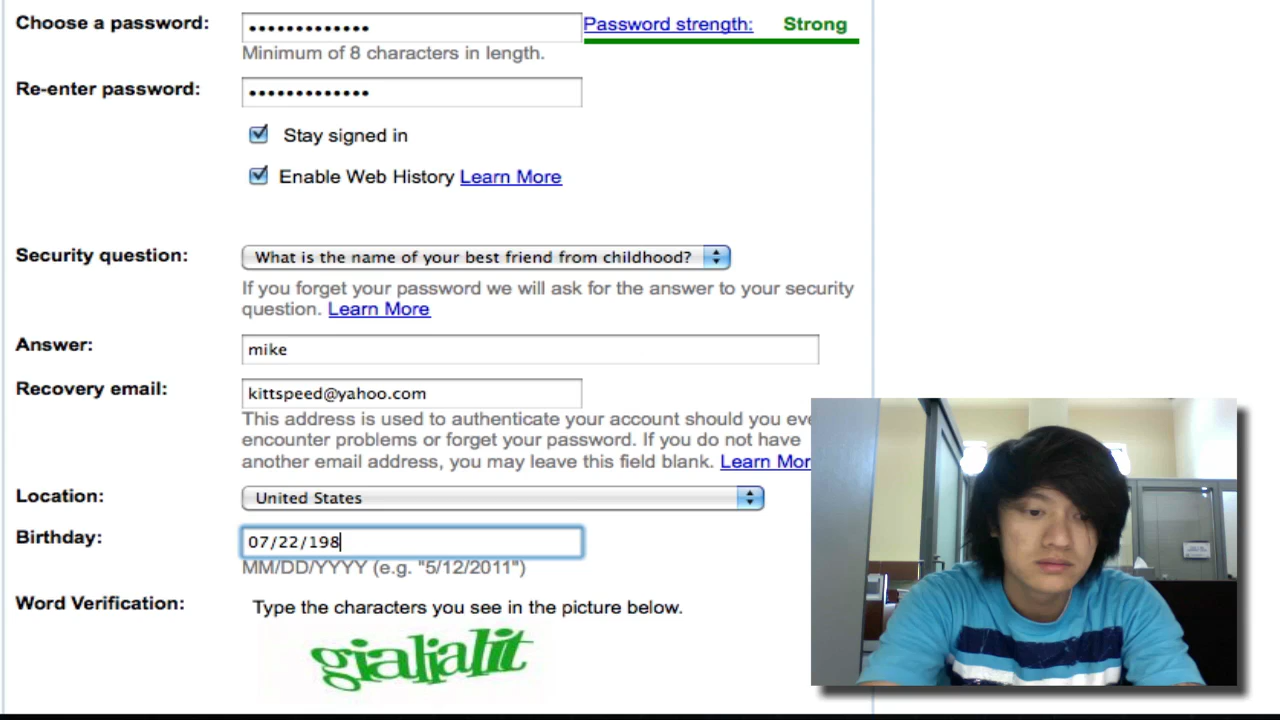 Choose a password: ••••••••••••• Password strength: Strong
Minimum of 8 characters in length.
Re-enter password: •••••••••••••
Stay signed in
Enable Web History Learn More
Security question: What is the name of your best friend from childhood?
If you forget your password we will ask for the answer to your security
question. Learn More
Answer: mike
Recovery email: kittspeed@yahoo.com
This address is used to authenticate your account should you eve
encounter problems or forget your password. If you do not have
another email address, you may leave this field blank. Learn Mor
Location: United States
Birthday: 07/22/198
MM/DD/YYYY (e.g. "5/12/2011")
Word Verification: Type the characters you see in the picture below.
gialialit